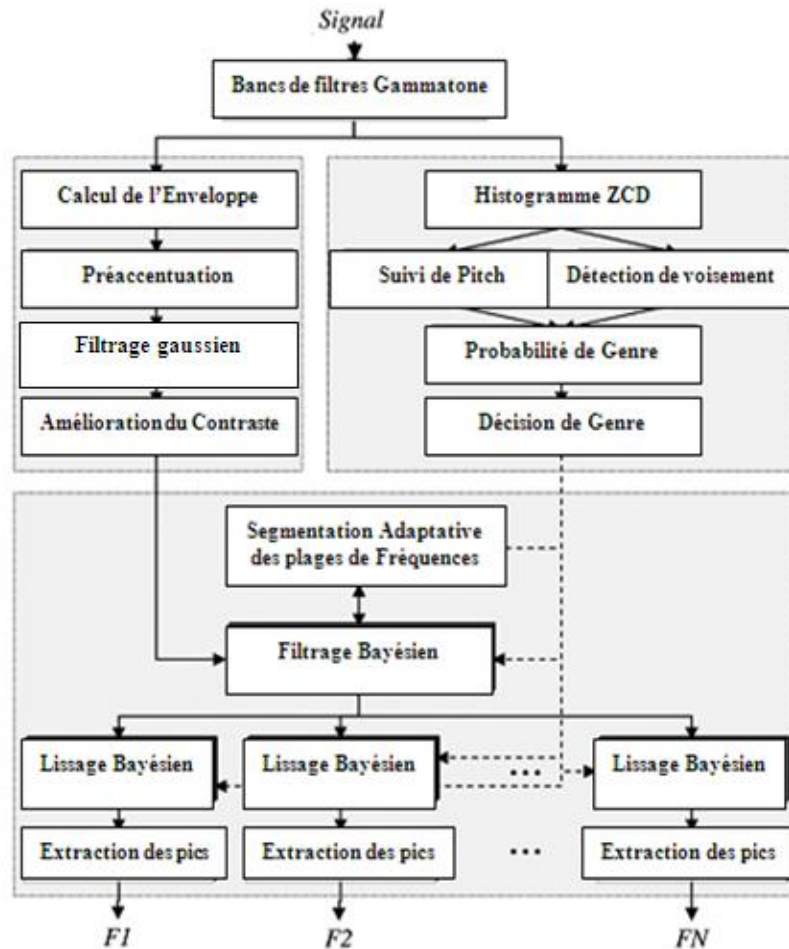 Signal
Bancs de filtres Gammatone
Calcul de l'Enveloppe
Préaccentuation
Filtrage gaussien
Amélioration du Contraste
Histogramme ZCD
Suivi de Pitch
Détection de voisement
Probabilité de Genre
Décision de Genre
Segmentation Adaptative
des plages de Fréquences
Filtrage Bayésien
Lissage Bayésien
Lissage Bayésien
...
Lissage Bayésien
Extraction des pics
Extraction des pics
...
Extraction des pics
F1
F2
FN